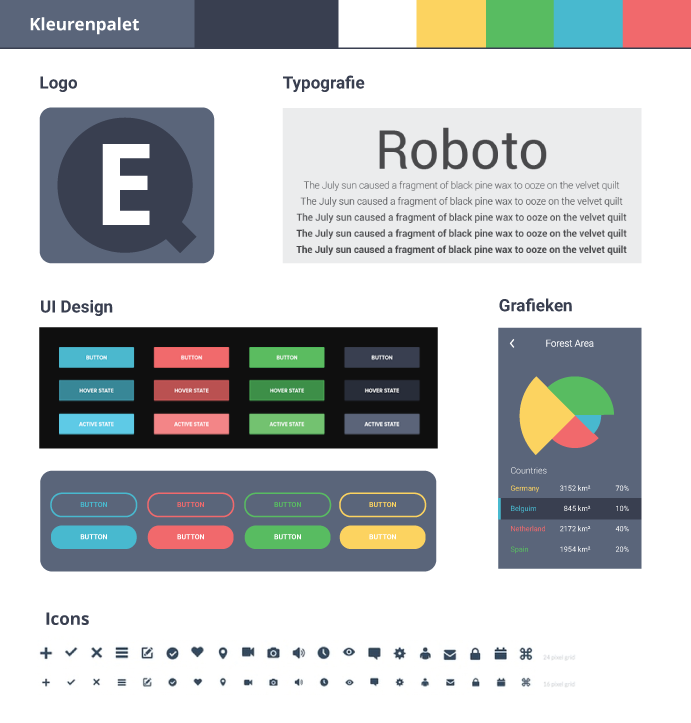 Kleurenpalet
Logo
Typografie
E
Roboto
The July sun caused a fragment of black pine wax to ooze on the velvet quilt
The July sun caused a fragment of black pine wax to ooze on the velvet quilt
The July sun caused a fragment of black pine wax to ooze on the velvet quilt
The July sun caused a fragment of black pine wax to ooze on the velvet quilt
The July sun caused a fragment of black pine wax to ooze on the velvet quilt
UI Design
BUTTON BUTTON BUTTON BUTTON
HOVER STATE HOVER STATE HOVER STATE HOVER STATE
ACTIVE STATE ACTIVE STATE ACTIVE STATE ACTIVE STATE
BUTTON BUTTON BUTTON BUTTON
BUTTON BUTTON BUTTON BUTTON
Grafieken
Forest Area
Countries
Germany 3152 km² 70%
Belguim 845 km² 10%
Netherland 2172 km² 40%
Spain 1954 km² 20%
Icons
24 pixel grid
16 pixel grid